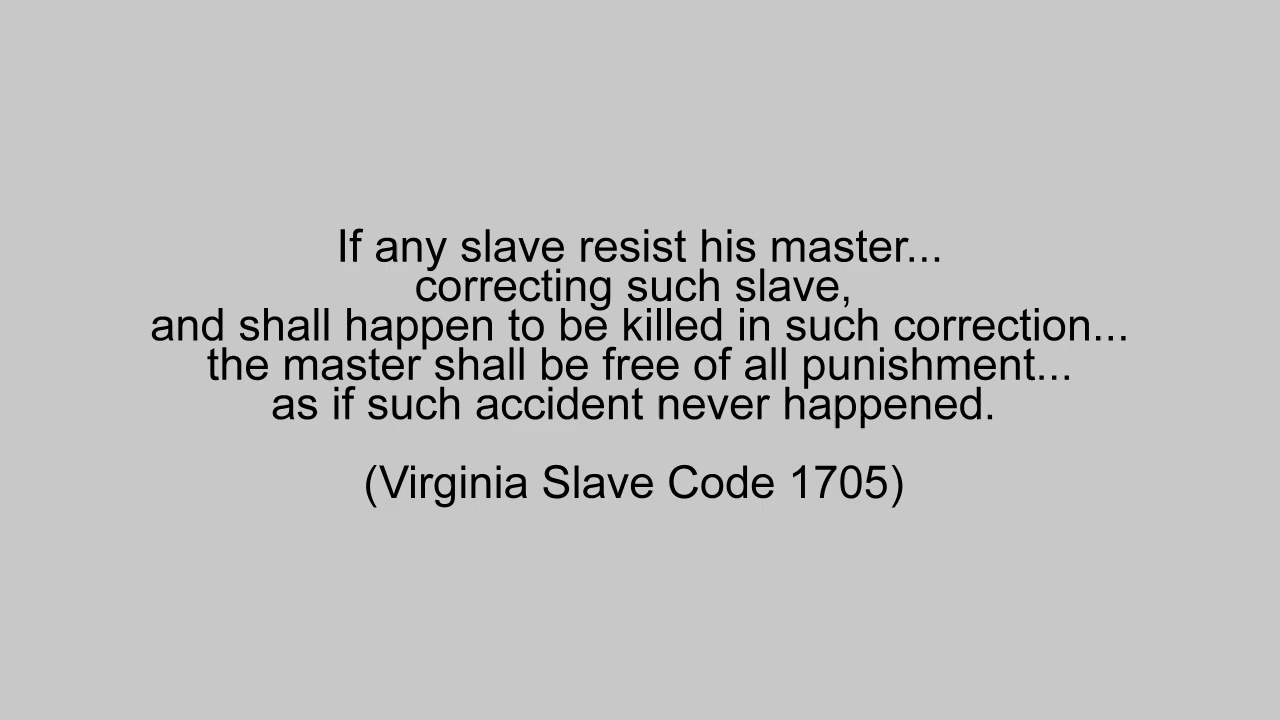 If any slave resist his master...
correcting such slave,
and shall happen to be killed in such correction...
the master shall be free of all punishment...
as if such accident never happened.
(Virginia Slave Code 1705)